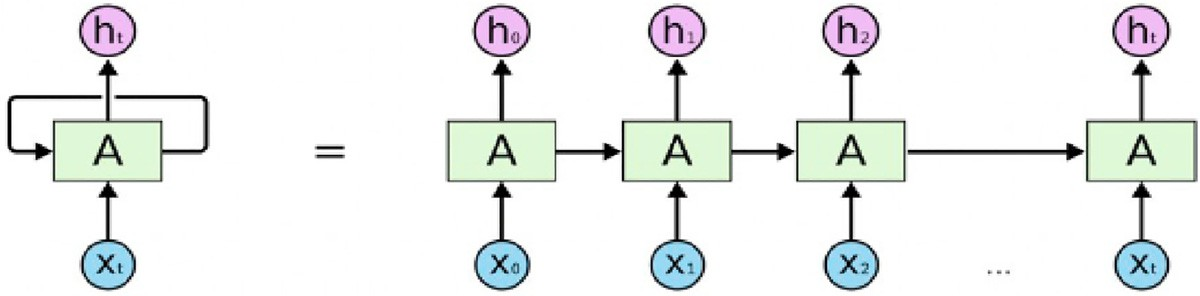 hₜ h₀ h₁ h₂ hₜ
A = A A A A
xₜ x₀ x₁ x₂ ... xₜ